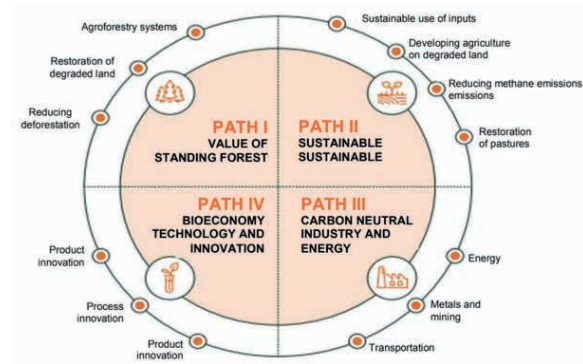 Agroforestry systems
Restoration of
degraded land
Reducing
deforestation
Sustainable use of inputs
Developing agriculture
on degraded land
Reducing methane emissions
emissions
Restoration
of pastures
PATH I
VALUE OF
STANDING FOREST
PATH II
SUSTAINABLE
SUSTAINABLE
PATH IV
BIOECONOMY
TECHNOLOGY AND
INNOVATION
PATH III
CARBON NEUTRAL
INDUSTRY AND
ENERGY
Product
innovation
Process
innovation
Product
innovation
Energy
Metals and
mining
Transportation